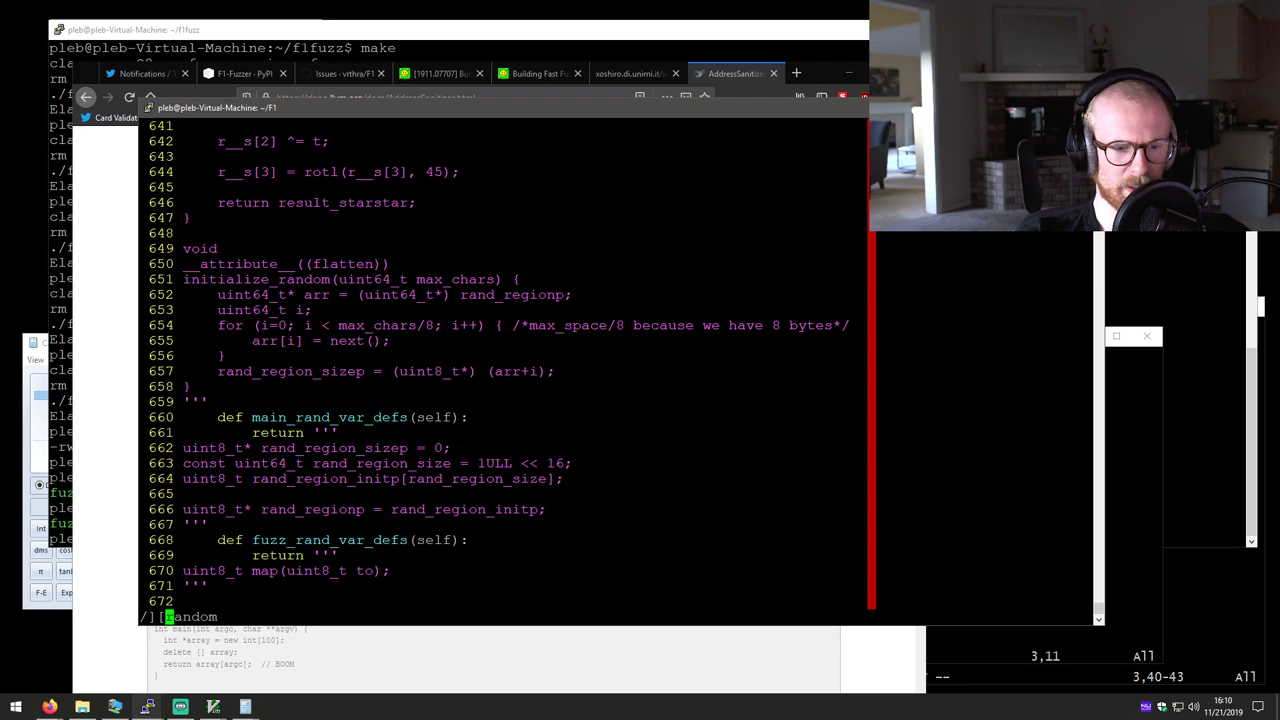 pleb@pleb-Virtual-Machine: ~/f1fuzz
pleb@pleb-Virtual-Machine:~/f1fuzz$ make
Notifications / T
F1-Fuzzer · PyPI
Issues · vrthra/F1
[1911.07707] Bu
Building Fast Fu
xoshiro.di.unimi.it/x
AddressSanitizer
Card Validat
pleb@pleb-Virtual-Machine: ~/F1
641
642     r__s[2] ^= t;
643
644     r__s[3] = rotl(r__s[3], 45);
645
646     return result_starstar;
647 }
648
649 void
650 __attribute__((flatten))
651 initialize_random(uint64_t max_chars) {
652     uint64_t* arr = (uint64_t*) rand_regionp;
653     uint64_t i;
654     for (i=0; i < max_chars/8; i++) { /*max_space/8 because we have 8 bytes*/
655         arr[i] = next();
656     }
657     rand_region_sizep = (uint8_t*) (arr+i);
658 }
659 '''
660     def main_rand_var_defs(self):
661         return '''
662 uint8_t* rand_region_sizep = 0;
663 const uint64_t rand_region_size = 1ULL << 16;
664 uint8_t rand_region_initp[rand_region_size];
665
666 uint8_t* rand_regionp = rand_region_initp;
667 '''
668     def fuzz_rand_var_defs(self):
669         return '''
670 uint8_t map(uint8_t to);
671 '''
672
/][random
int main(int argc, char **argv) {
int *array = new int[100];
delete [] array;
return array[argc];  // BOOM
}
View
Int
dms
cos
π
tan
F-E
Exp
3,11 All
-- 3,40-43 All
16:10
11/21/2019